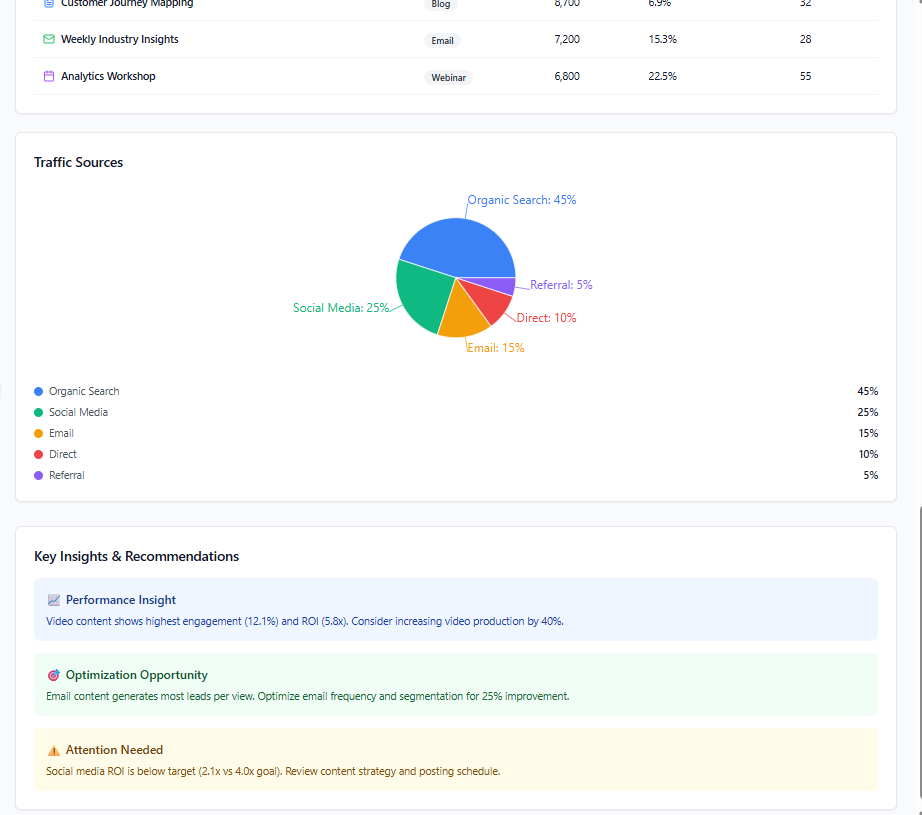 Customer Journey Mapping Blog 8,700 6.9% 32
Weekly Industry Insights Email 7,200 15.3% 28
Analytics Workshop Webinar 6,800 22.5% 55
Traffic Sources
Organic Search: 45%
Referral: 5%
Social Media: 25%
Direct: 10%
Email: 15%
Organic Search 45%
Social Media 25%
Email 15%
Direct 10%
Referral 5%
Key Insights & Recommendations
Performance Insight
Video content shows highest engagement (12.1%) and ROI (5.8x). Consider increasing video production by 40%.
Optimization Opportunity
Email content generates most leads per view. Optimize email frequency and segmentation for 25% improvement.
Attention Needed
Social media ROI is below target (2.1x vs 4.0x goal). Review content strategy and posting schedule.